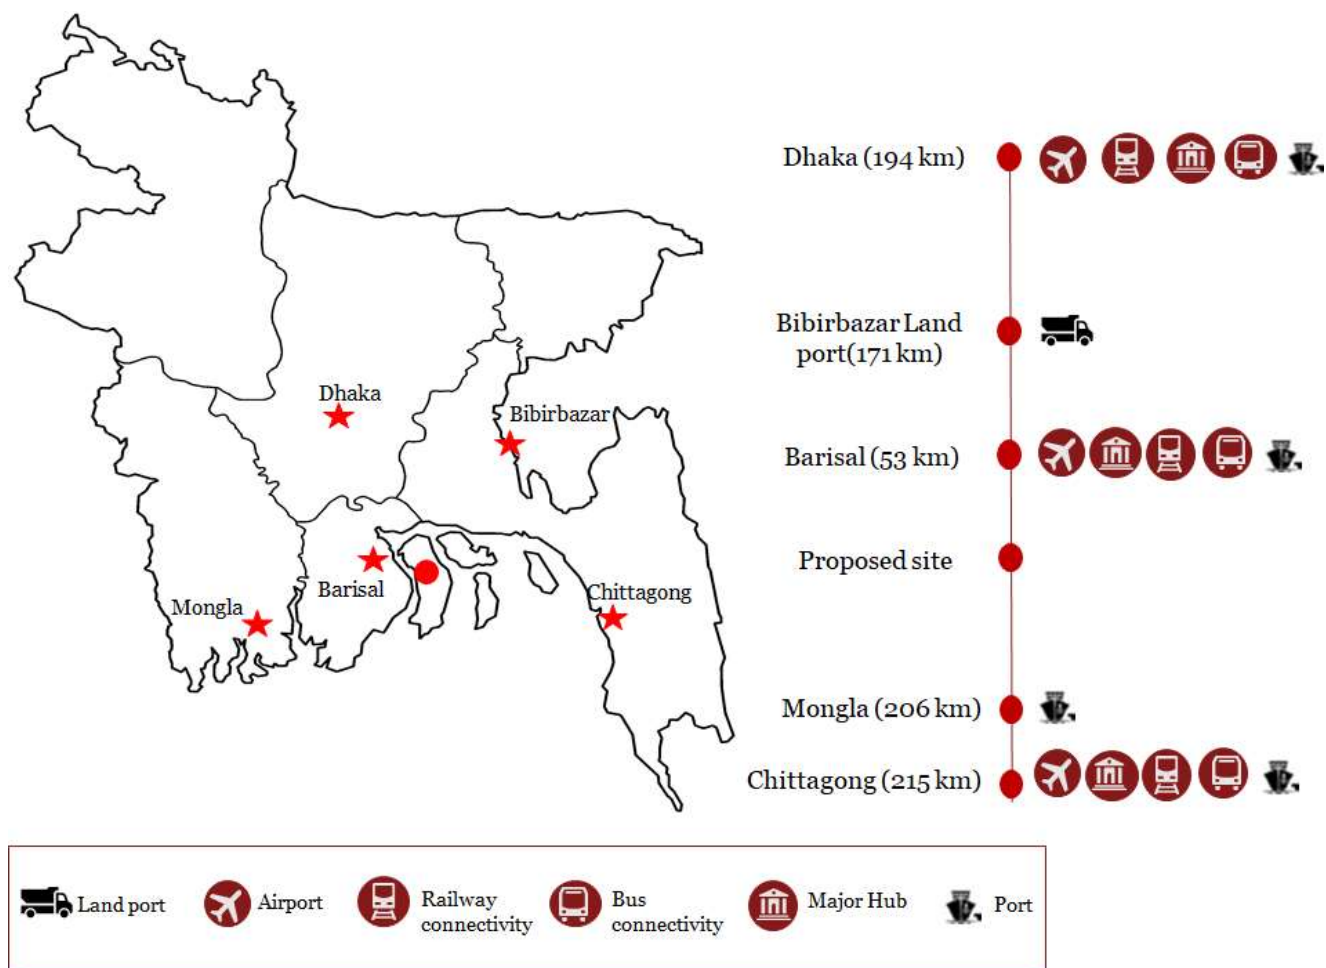 Dhaka
Bibirbazar
Barisal
Mongla
Chittagong
Dhaka (194 km)
Bibirbazar Land
port(171 km)
Barisal (53 km)
Proposed site
Mongla (206 km)
Chittagong (215 km)
Land port
Airport
Railway
connectivity
Bus
connectivity
Major Hub
Port